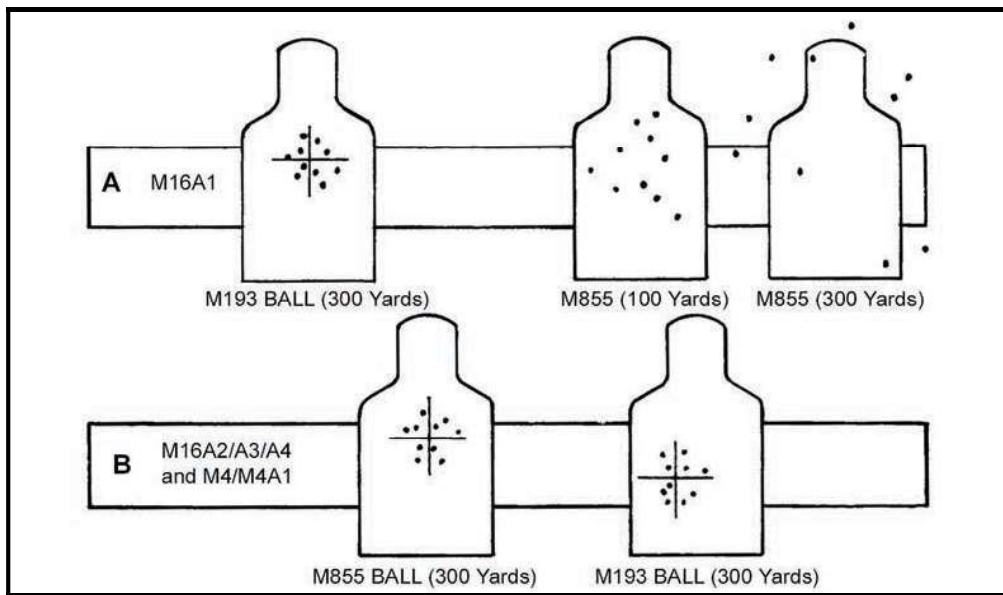 A M16A1
M193 BALL (300 Yards)
M855 (100 Yards)
M855 (300 Yards)
B M16A2/A3/A4
and M4/M4A1
M855 BALL (300 Yards)
M193 BALL (300 Yards)